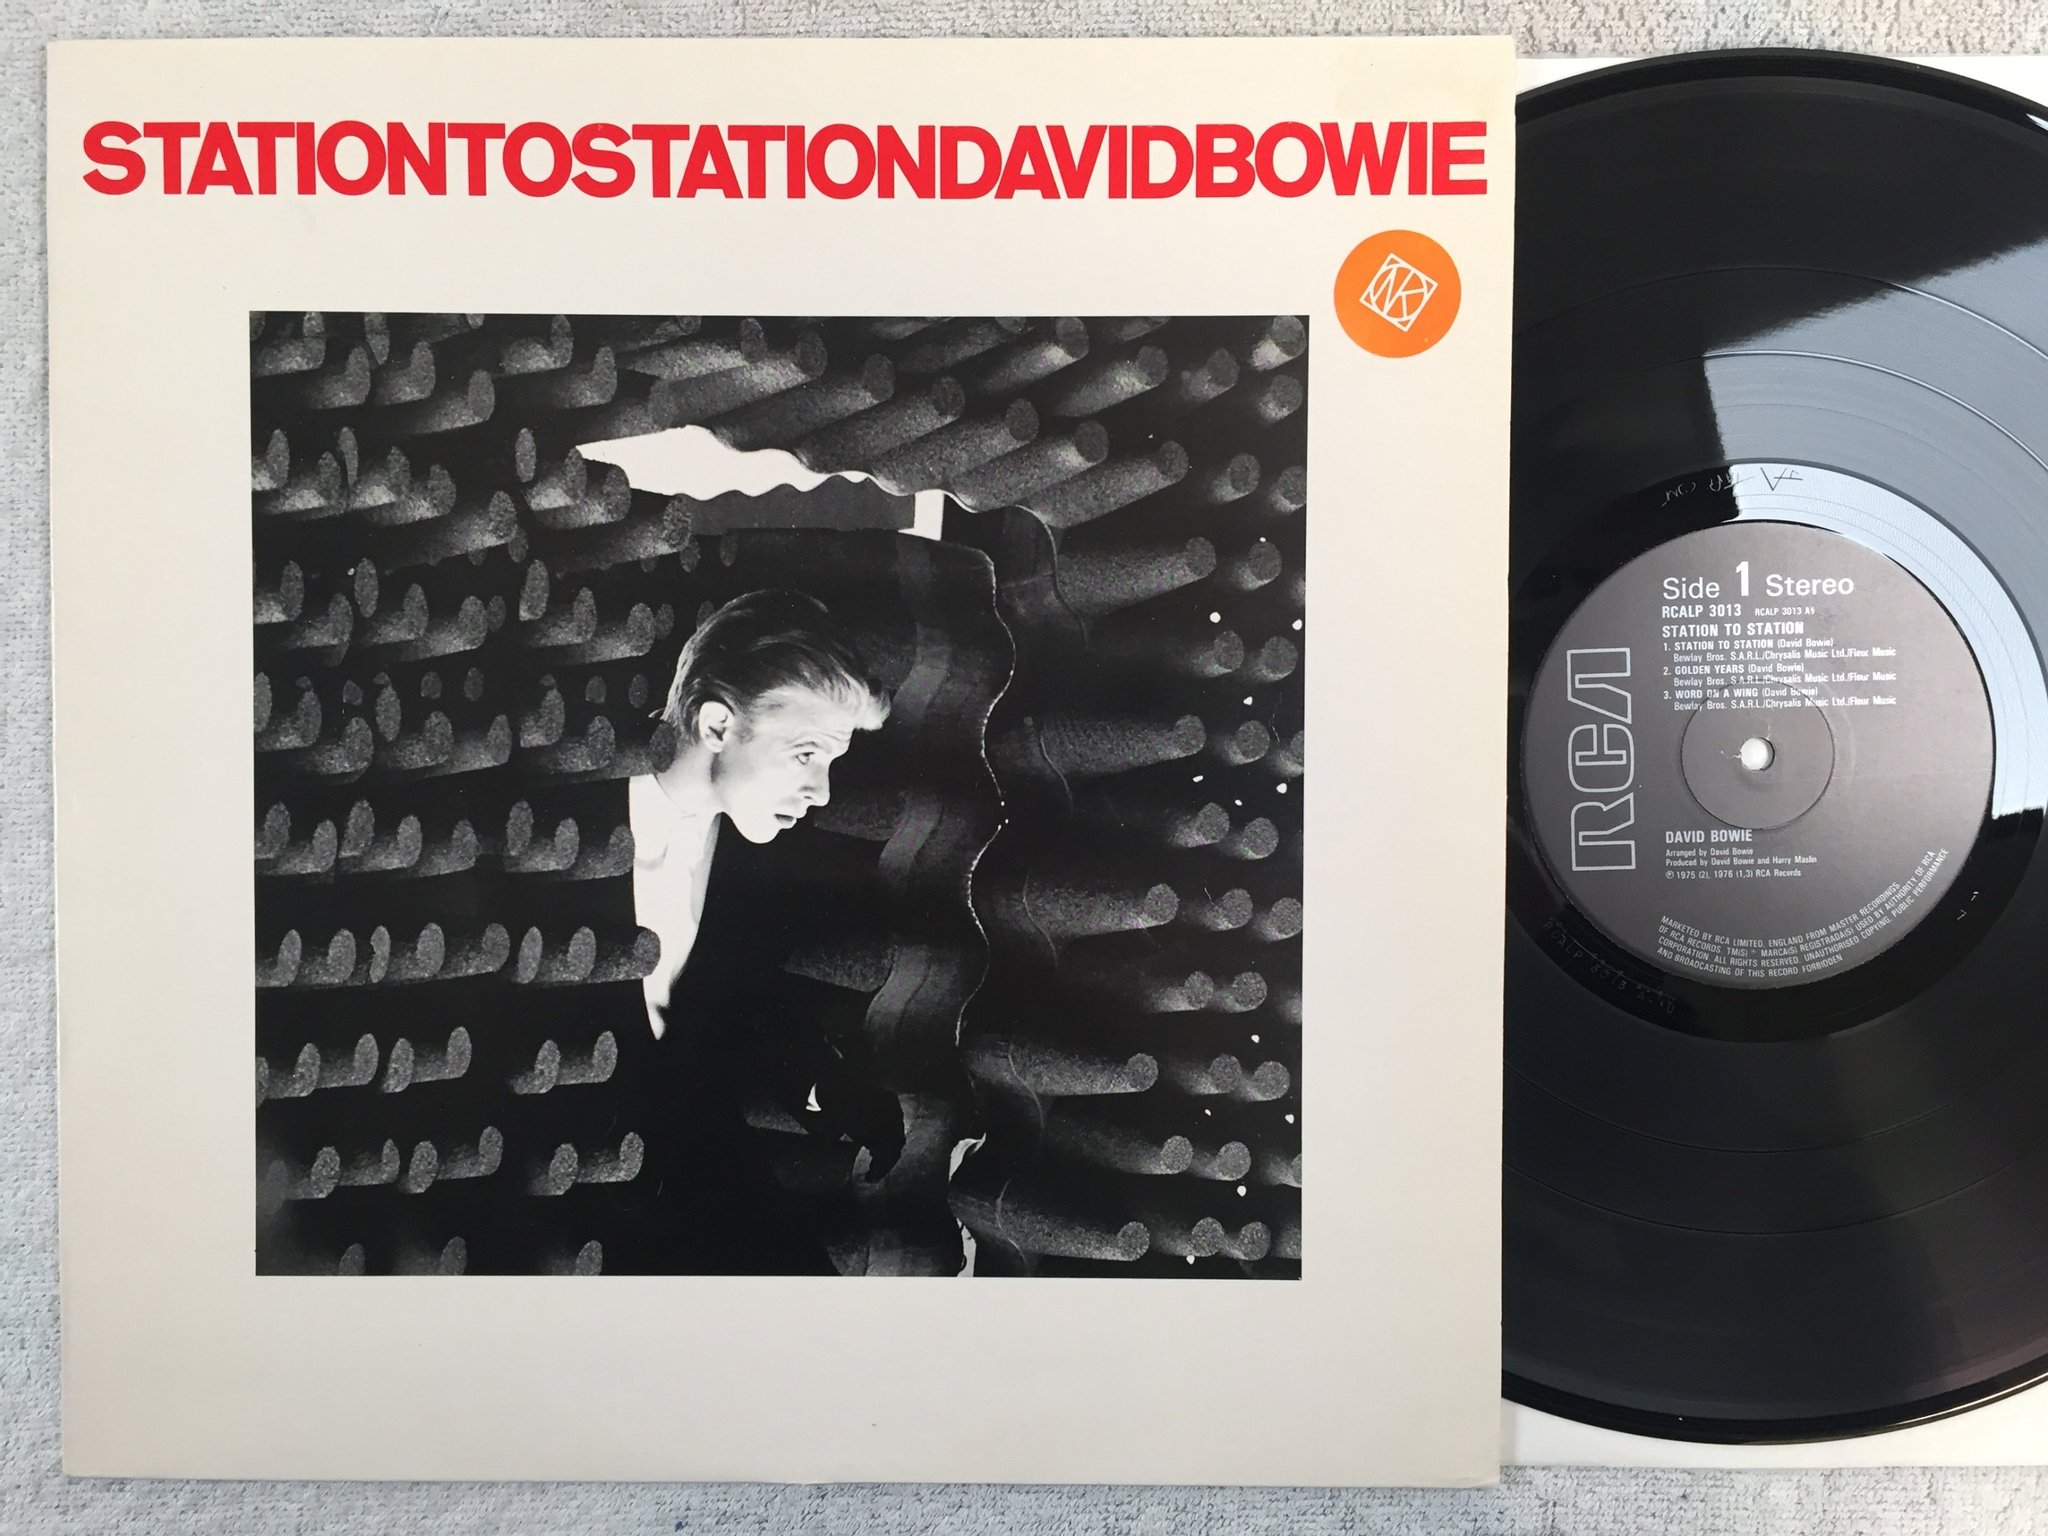 STATIONTOSTATIONDAVIDBOWIE
NK
Side 1 Stereo
RCALP 3013 RCALP 3013 A§
STATION TO STATION
1. STATION TO STATION (David Bowie)
Bewlay Bros. S.A.R.L./Chrysalis Music Ltd./Fleur Music
2. GOLDEN YEARS (David Bowie)
Bewlay Bros. S.A.R.L./Chrysalis Music Ltd./Fleur Music
3. WORD ON A WING (David Bowie)
Bewlay Bros. S.A.R.L./Chrysalis Music Ltd./Fleur Music
RCA
DAVID BOWIE
Arranged by David Bowie
Produced by David Bowie and Harry Maslin
℗ 1975 (2), 1976 (1,3) RCA Records
MARKETED BY RCA LIMITED, ENGLAND FROM MASTER RECORDINGS
OF RCA RECORDS. TM(S) ® MARCA(S) REGISTRADA(S) USED BY AUTHORITY OF RCA
CORPORATION. ALL RIGHTS RESERVED. UNAUTHORISED COPYING, PUBLIC PERFORMANCE
AND BROADCASTING OF THIS RECORD FORBIDDEN